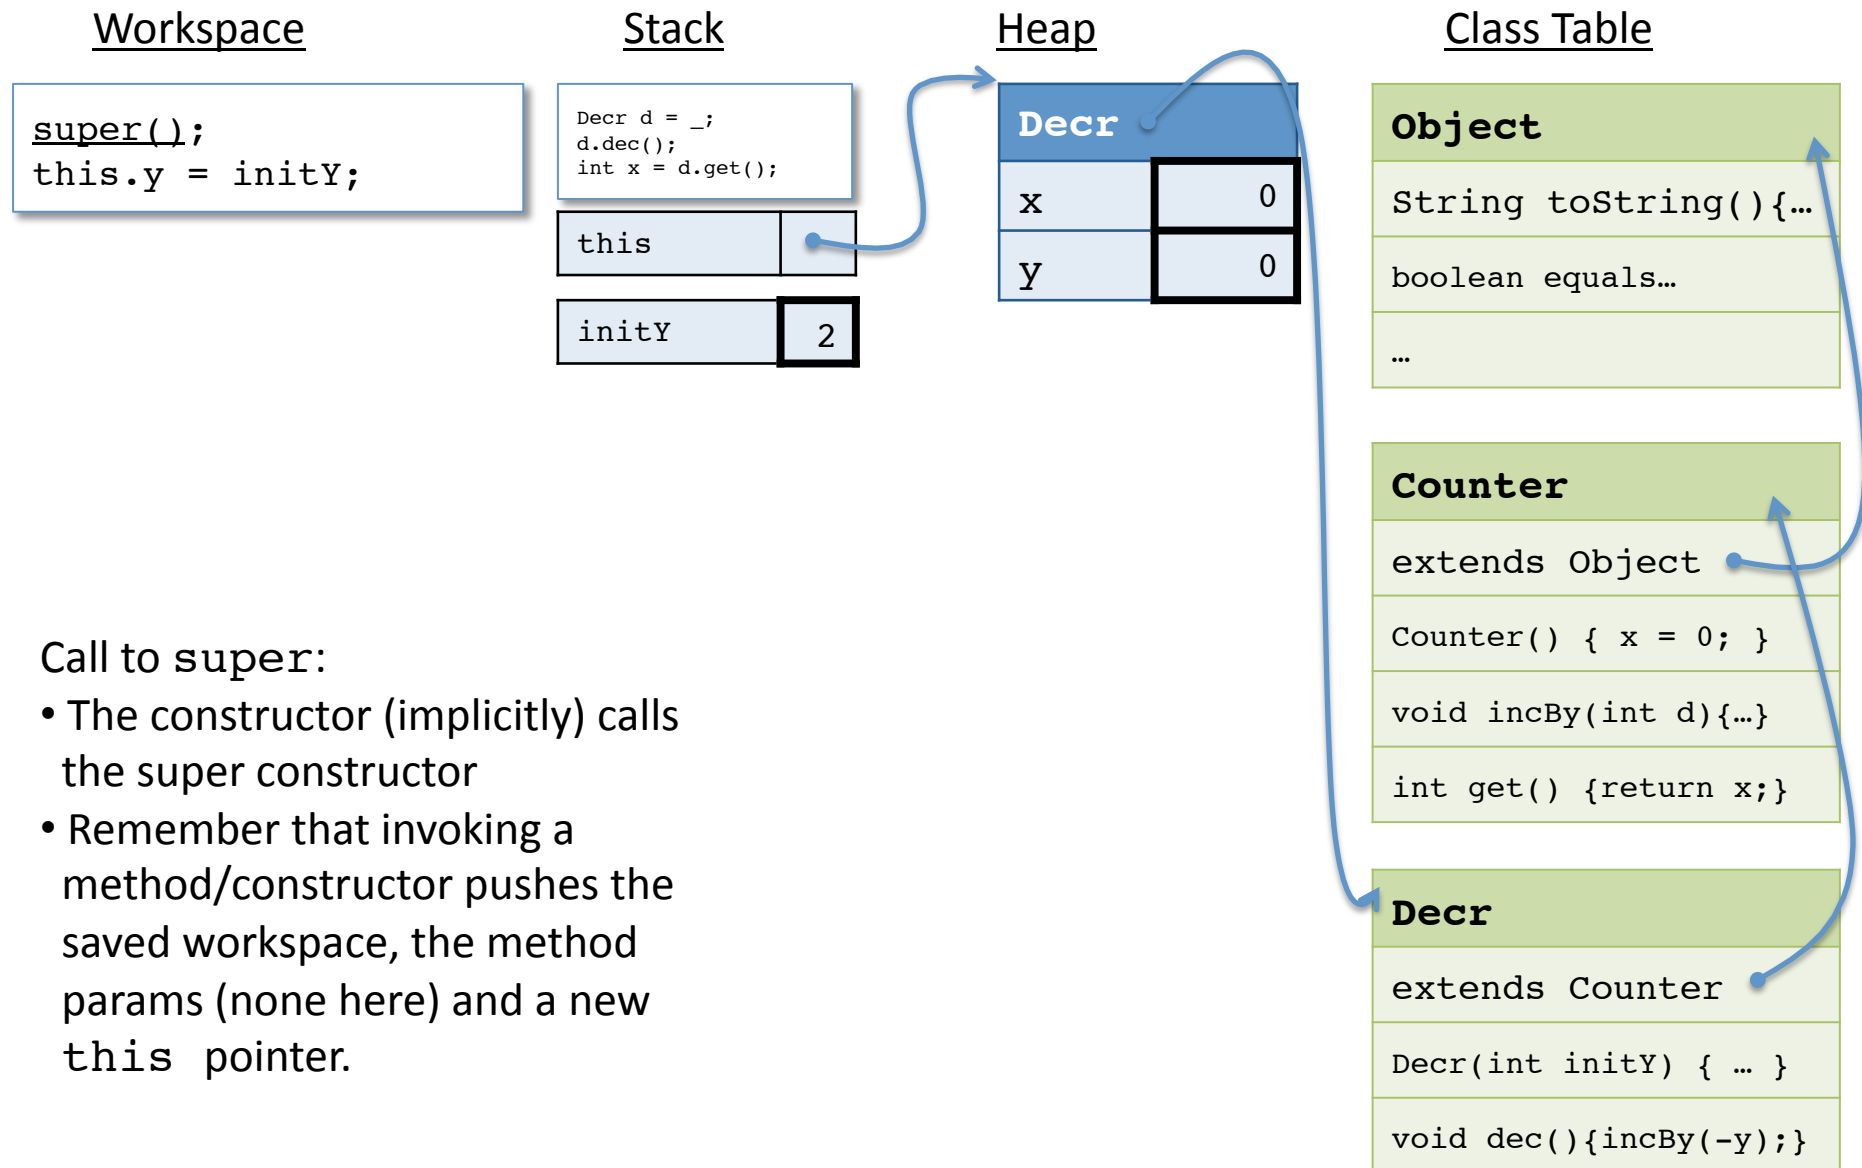 Workspace
super();
this.y = initY;
Stack
Decr d = _;
d.dec();
int x = d.get();
this
initY 2
Heap
Decr
x 0
y 0
Class Table
Object
String toString(){…
boolean equals…
…
Counter
extends Object
Counter() { x = 0; }
void incBy(int d){…}
int get() {return x;}
Decr
extends Counter
Decr(int initY) { … }
void dec(){incBy(-y);}
Call to super:
• The constructor (implicitly) calls
the super constructor
• Remember that invoking a
method/constructor pushes the
saved workspace, the method
params (none here) and a new
this pointer.